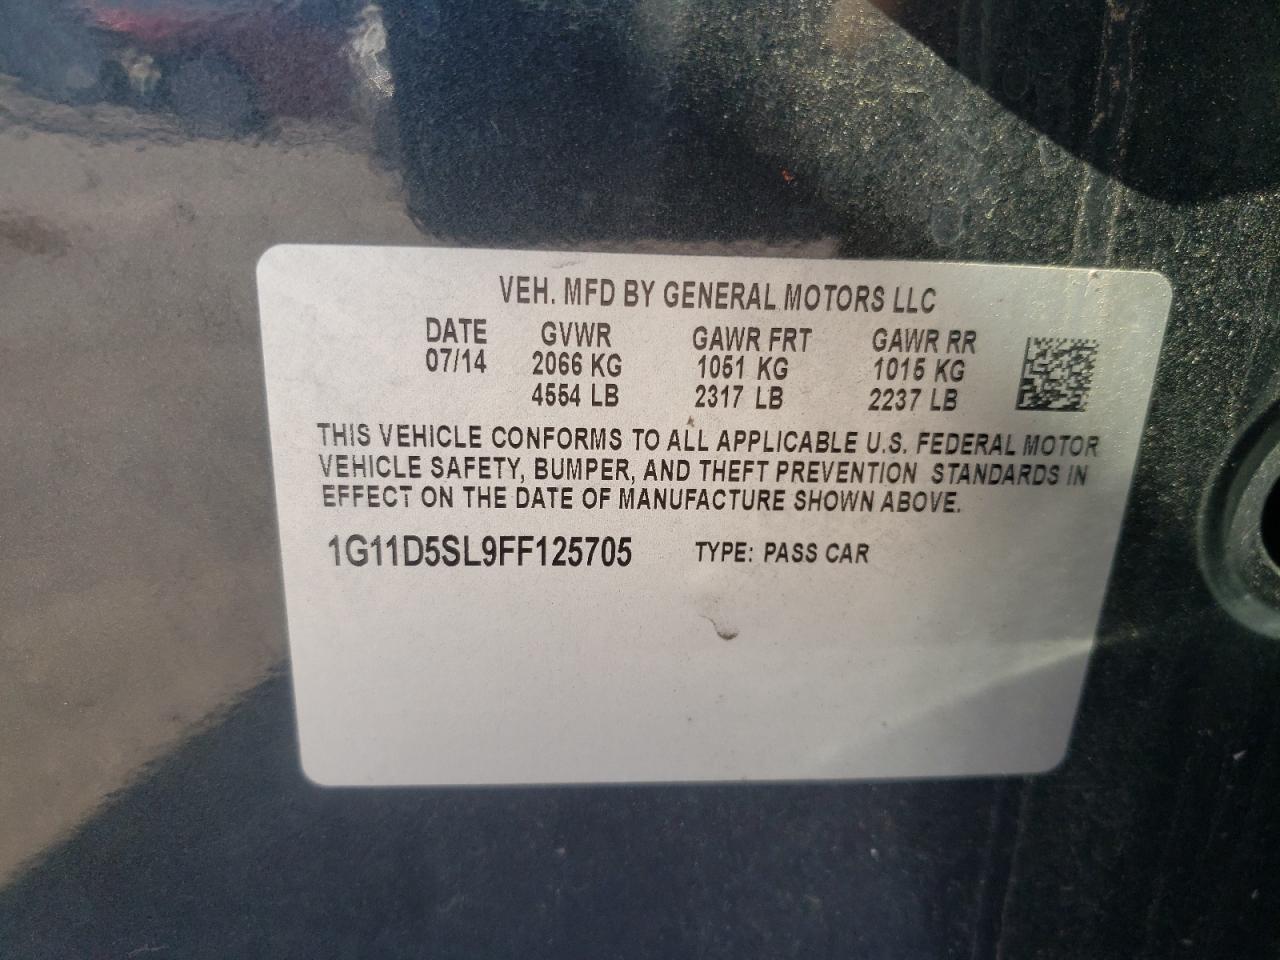 VEH. MFD BY GENERAL MOTORS LLC
DATE GVWR GAWR FRT GAWR RR
07/14 2066 KG 1051 KG 1015 KG
4554 LB 2317 LB 2237 LB
THIS VEHICLE CONFORMS TO ALL APPLICABLE U.S. FEDERAL MOTOR
VEHICLE SAFETY, BUMPER, AND THEFT PREVENTION STANDARDS IN
EFFECT ON THE DATE OF MANUFACTURE SHOWN ABOVE.
1G11D5SL9FF125705 TYPE: PASS CAR